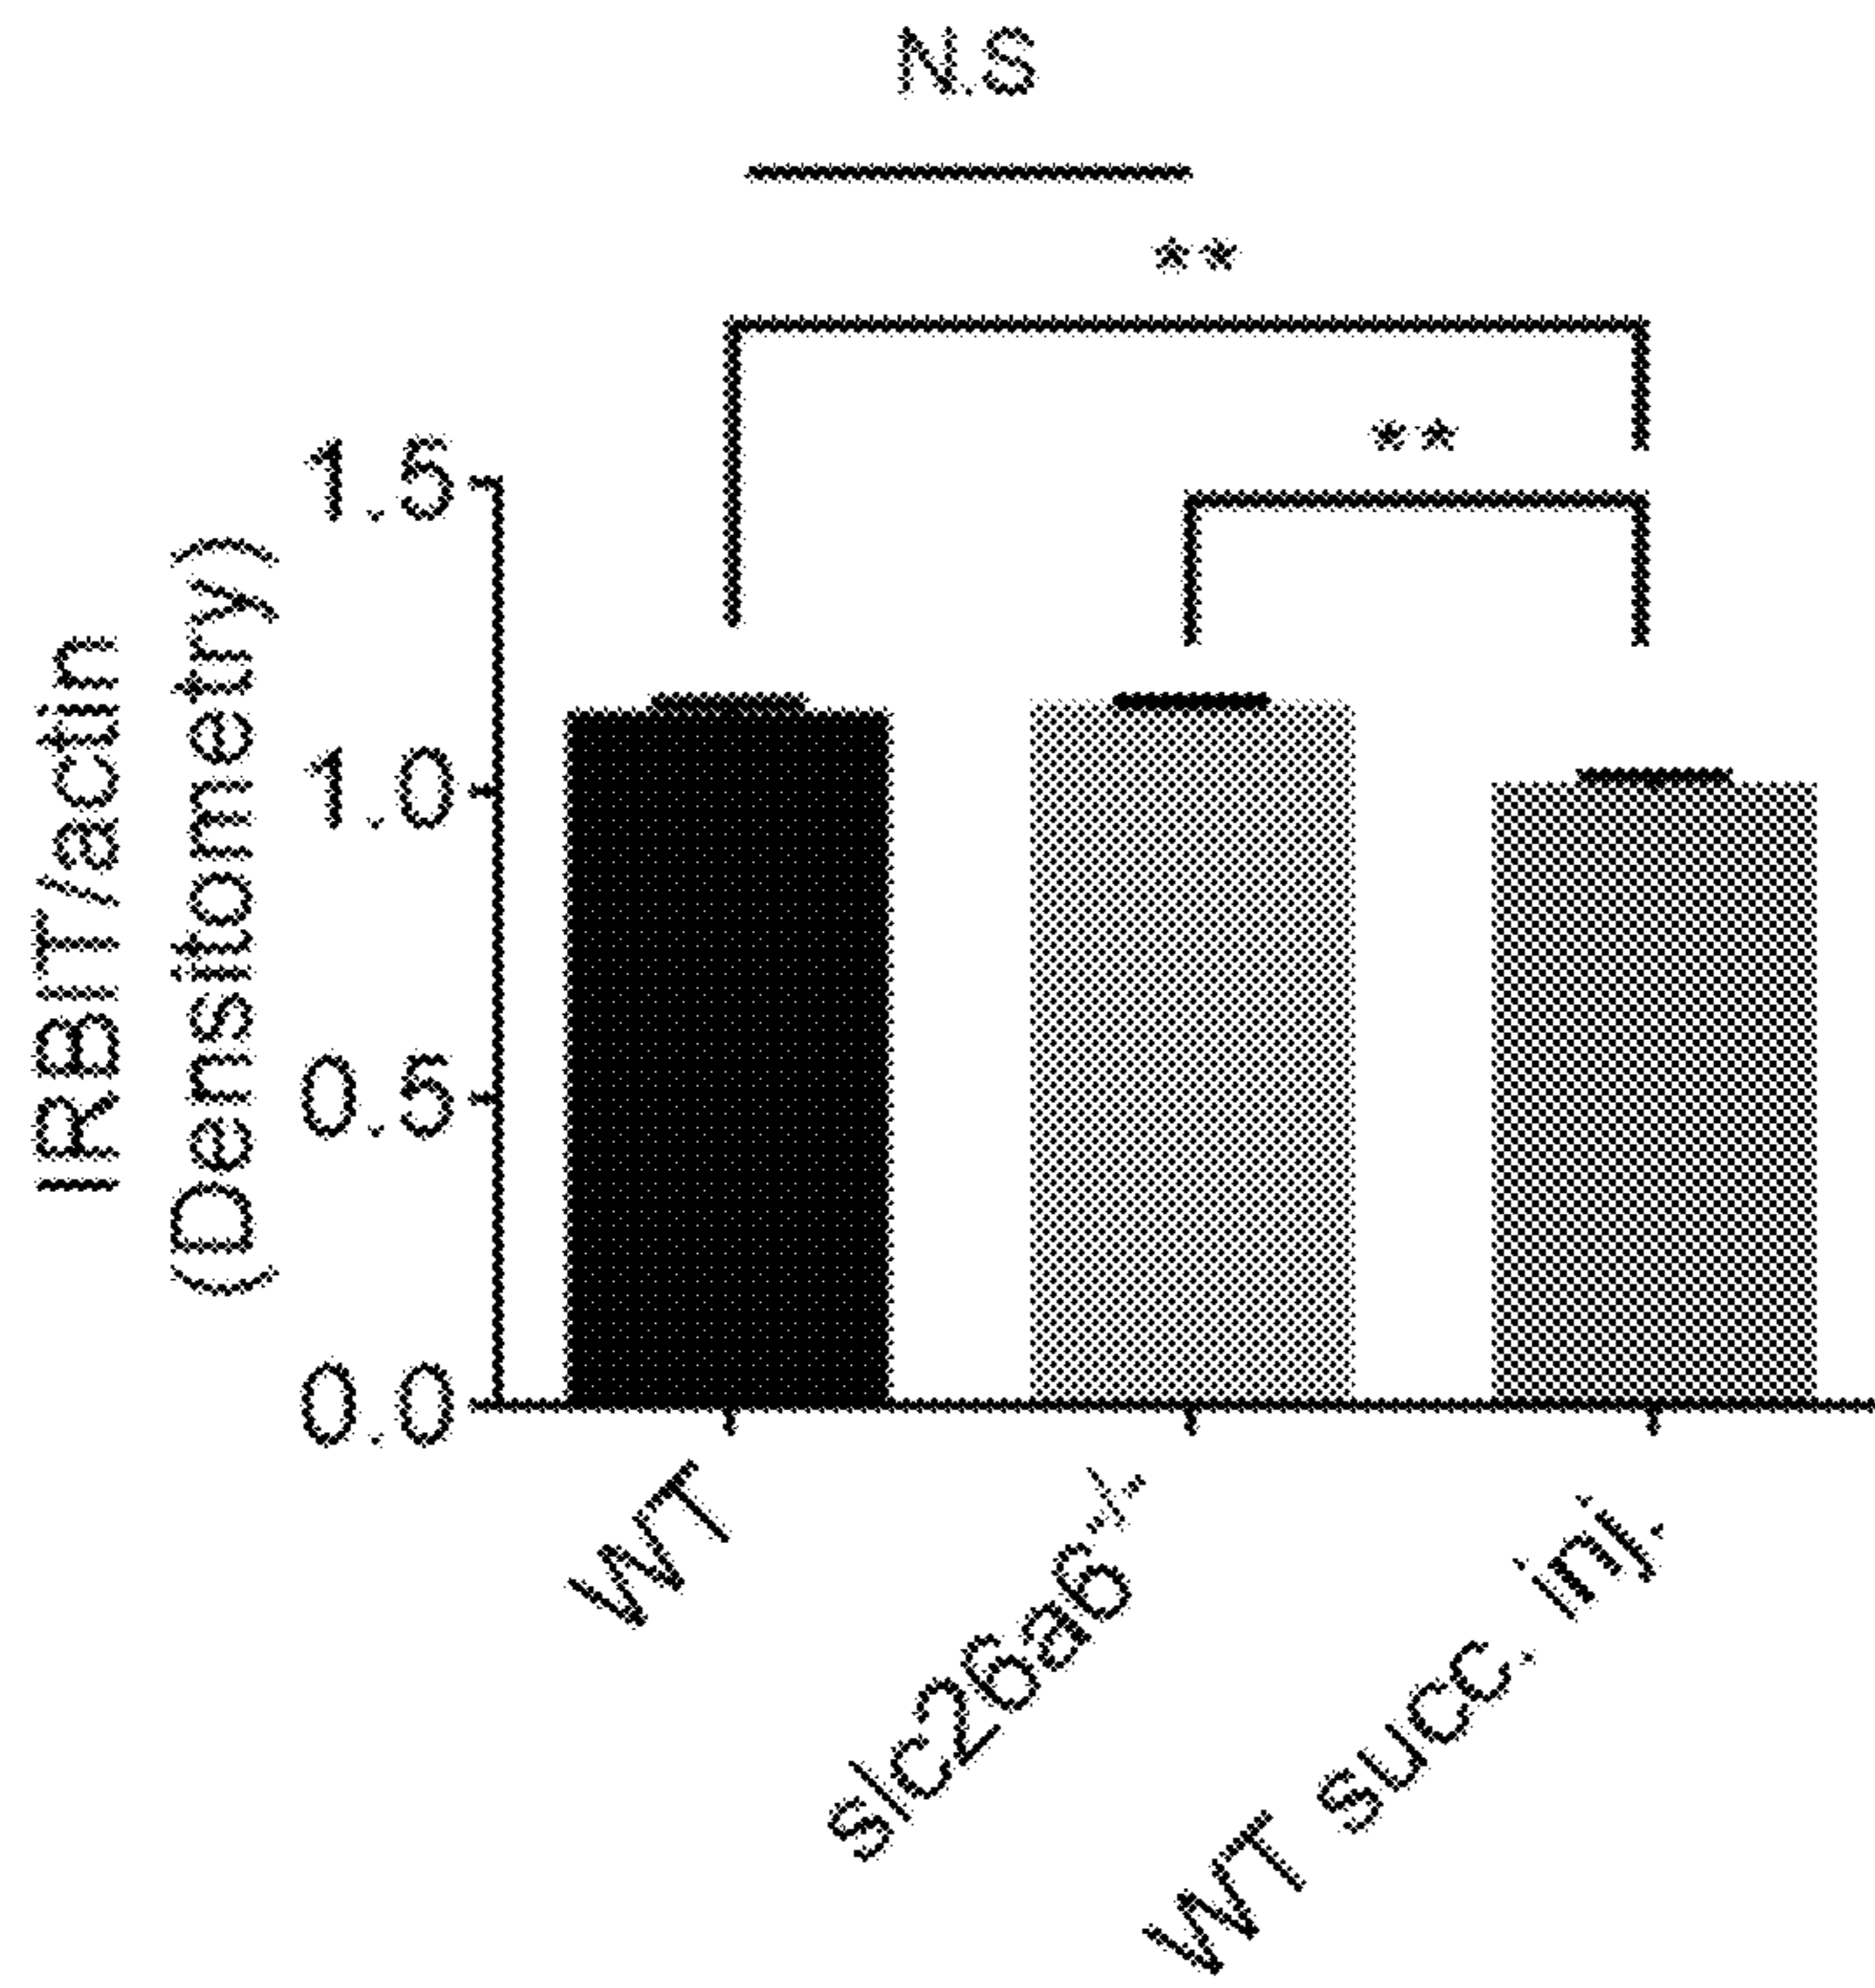 N.S
**
**
IRBIT/actin
(Densitometry)
1.5
1.0
0.5
0.0
WT
slc26a6-/-
WT succ. inj.